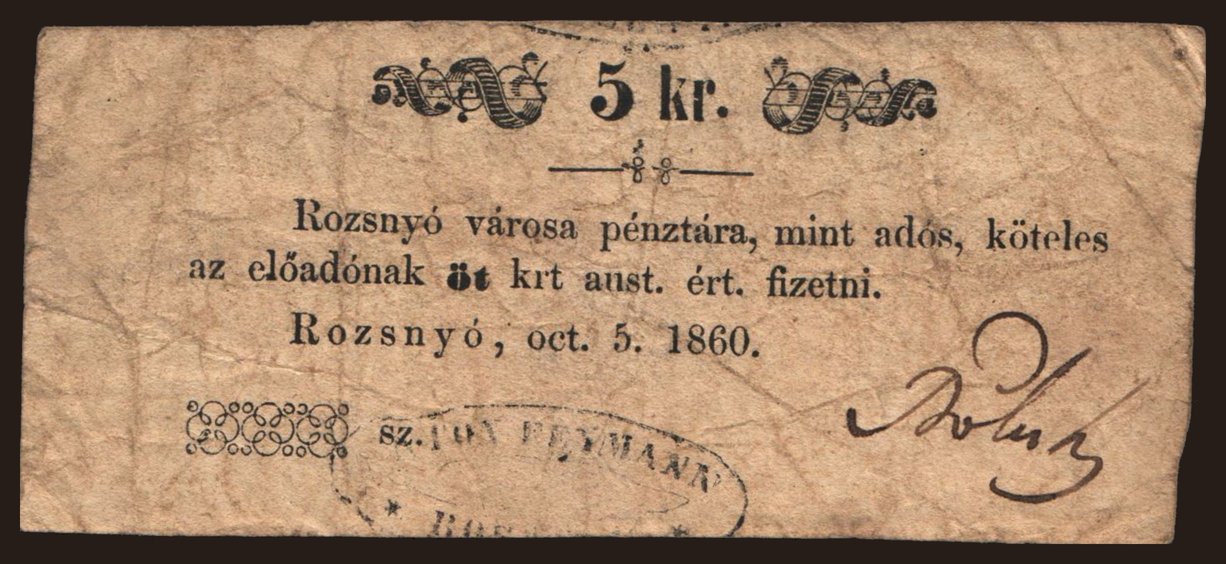 5 kr.
Rozsnyó városa pénztára, mint adós, köteles
az előadónak öt krt aust. ért. fizetni.
Rozsnyó, oct. 5. 1860.
sz.